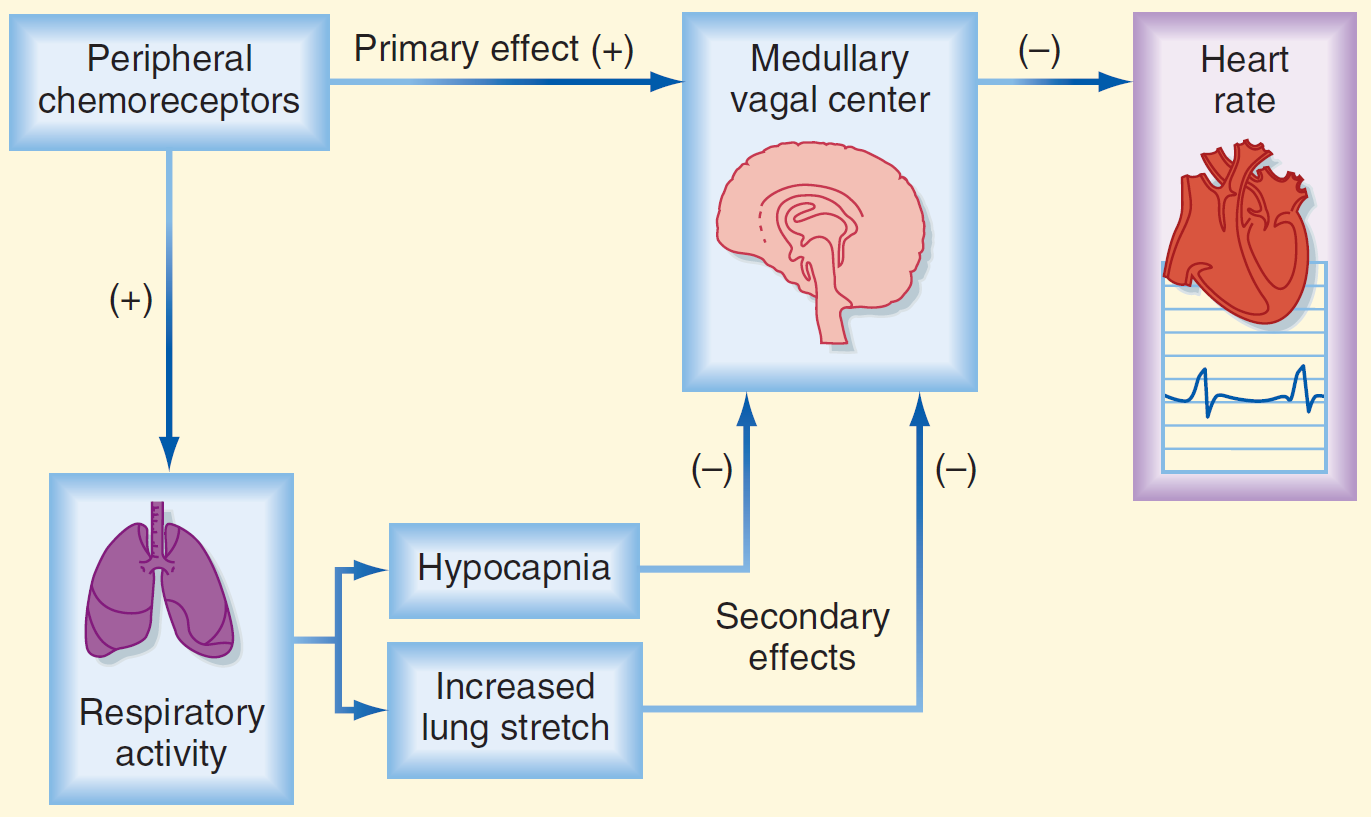 Peripheral
chemoreceptors
Primary effect (+)
Medullary
vagal center
(–)
Heart
rate
(+)
(–)
(–)
Hypocapnia
Secondary
effects
Increased
lung stretch
Respiratory
activity